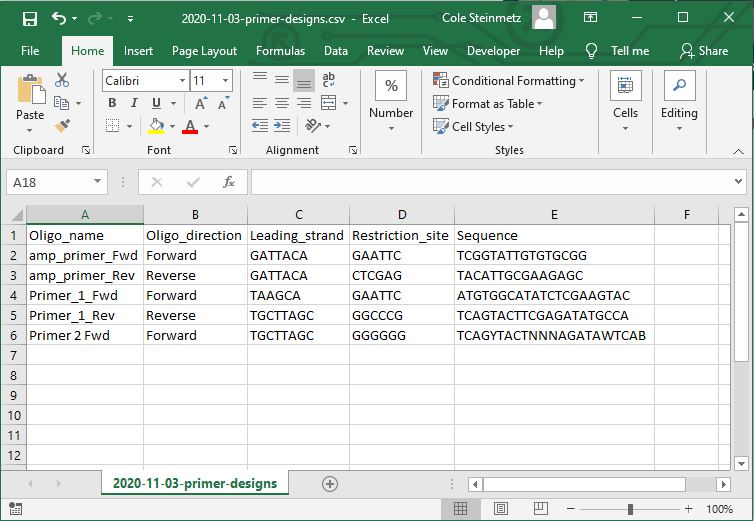 2020-11-03-primer-designs.csv - Excel Cole Steinmetz
File Home Insert Page Layout Formulas Data Review View Developer Help Tell me Share
Calibri 11 ab c Conditional Formatting
Paste B I U A A % Format as Table
B I U A Number Cell Styles Cells Editing
Clipboard Font Alignment Styles
A18 fx
A B C D E F
1 Oligo_name Oligo_direction Leading_strand Restriction_site Sequence
2 amp_primer_Fwd Forward GATTACA GAATTC TCGGTATTGTGTGCGG
3 amp_primer_Rev Reverse GATTACA CTCGAG TACATTGCGAAGAGC
4 Primer_1_Fwd Forward TAAGCA GAATTC ATGTGGCATATCTCGAAGTAC
5 Primer_1_Rev Reverse TGCTTAGC GGCCCG TCAGTACTTCGAGATATGCCA
6 Primer 2 Fwd Forward TGCTTAGC GGGGGG TCAGYTACTNNNAGATAWTCAB
7
8
9
10
11
12
2020-11-03-primer-designs
100%